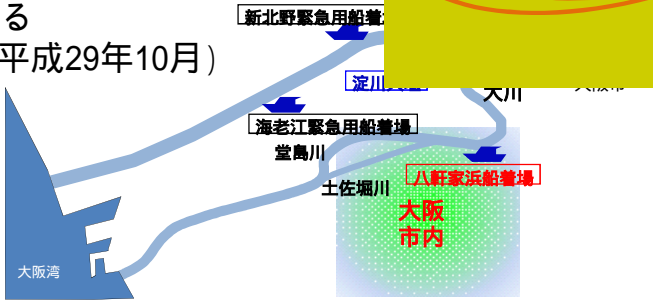 る
平成29年10月）
新北野緊急用船着
淀川
大川
海老江緊急用船着場
堂島川
八軒家浜船着場
土佐堀川
大阪
市内
大阪湾